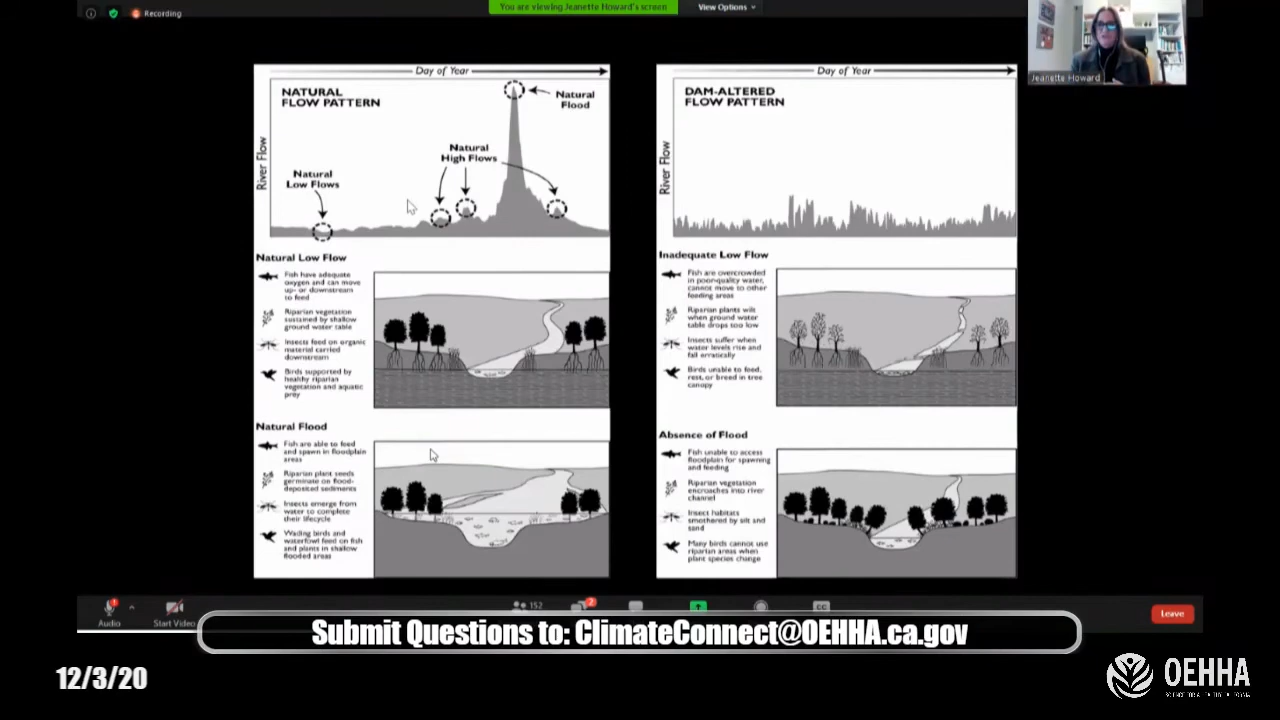 Recording
You are viewing Jeanette Howard's screen
View Options
Jeanette Howard
Day of Year
NATURAL
FLOW PATTERN
Natural
Flood
Natural
High Flows
Natural
Low Flows
River Flow
Natural Low Flow
Fish have adequate
oxygen and can move
up- or downstream
to feed
Riparian vegetation
sustained by shallow
ground water table
Insects feed on organic
material carried
downstream
Birds supported by
healthy riparian
vegetation and aquatic
prey
Natural Flood
Fish are able to feed
and spawn in floodplain
areas
Riparian plant seeds
germinate on flood-
deposited sediments
Insects emerge from
water to complete
their lifecycle
Wading birds and
waterfowl feed on fish
and plants in shallow
flooded areas
Day of Year
DAM-ALTERED
FLOW PATTERN
River Flow
Inadequate Low Flow
Fish are overcrowded
in poor-quality water,
cannot move to other
feeding areas
Riparian plants wilt
when ground water
table drops too low
Insects suffer when
water levels rise and
fall erratically
Birds unable to feed,
rest, or breed in tree
canopy
Absence of Flood
Fish unable to access
floodplain for spawning
and feeding
Riparian vegetation
encroaches into river
channel
Insect habitats
smothered by silt and
sand
Many birds cannot use
riparian areas when
plant species change
1
152
2
CC
Audio
Start Video
Leave
Submit Questions to: ClimateConnect@OEHHA.ca.gov
12/3/20
OEHHA